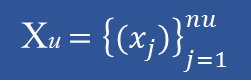 Xu = {(xj)}nu j=1